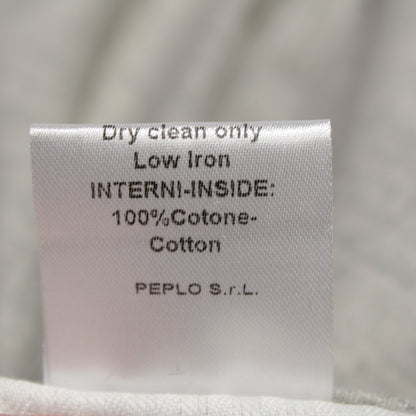 Dry clean only
Low Iron
INTERNI-INSIDE:
100%Cotone-
Cotton
PEPLO S.r.L.